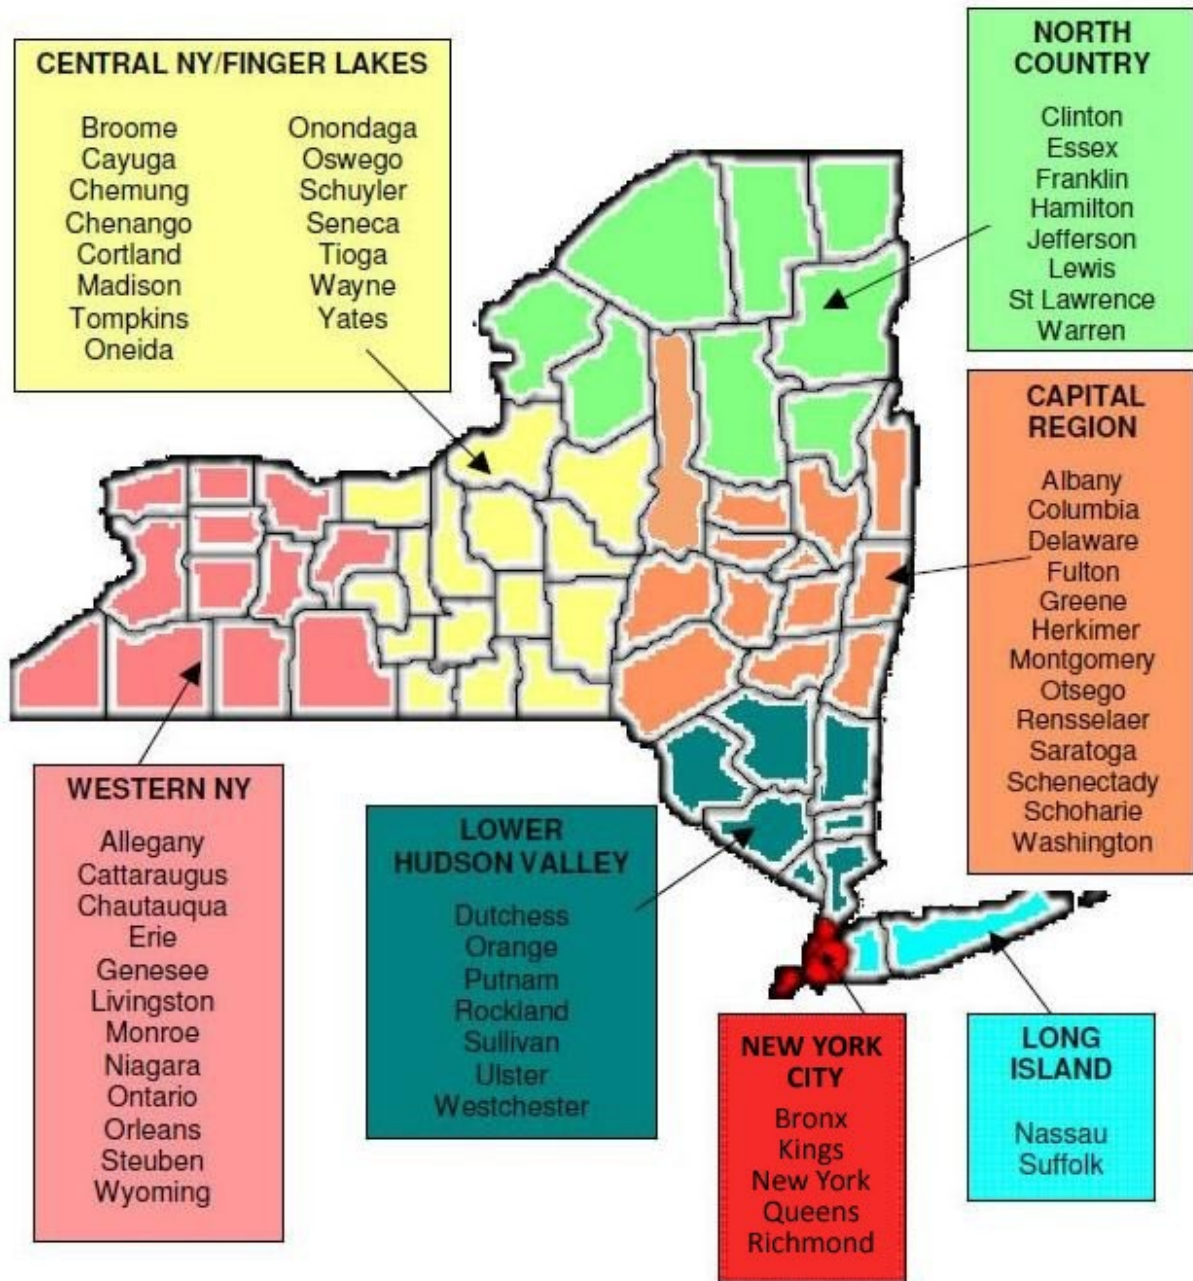 CENTRAL NY/FINGER LAKES
Broome
Cayuga
Chemung
Chenango
Cortland
Madison
Tompkins
Oneida
Onondaga
Oswego
Schuyler
Seneca
Tioga
Wayne
Yates
NORTH
COUNTRY
Clinton
Essex
Franklin
Hamilton
Jefferson
Lewis
St Lawrence
Warren
CAPITAL
REGION
Albany
Columbia
Delaware
Fulton
Greene
Herkimer
Montgomery
Otsego
Rensselaer
Saratoga
Schenectady
Schoharie
Washington
WESTERN NY
Allegany
Cattaraugus
Chautauqua
Erie
Genesee
Livingston
Monroe
Niagara
Ontario
Orleans
Steuben
Wyoming
LOWER
HUDSON VALLEY
Dutchess
Orange
Putnam
Rockland
Sullivan
Ulster
Westchester
NEW YORK
CITY
Bronx
Kings
New York
Queens
Richmond
LONG
ISLAND
Nassau
Suffolk